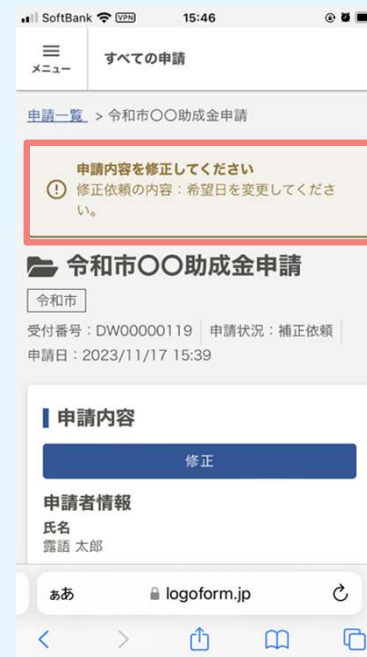 SoftBank VPN 15:46
メニュー すべての申請
申請一覧 > 令和市〇〇助成金申請
申請内容を修正してください
修正依頼の内容：希望日を変更してくださ
い。
令和市〇〇助成金申請
令和市
受付番号：DW00000119 申請状況：補正依頼
申請日：2023/11/17 15:39
申請内容
修正
申請者情報
氏名
露語 太郎
ぁあ logoform.jp